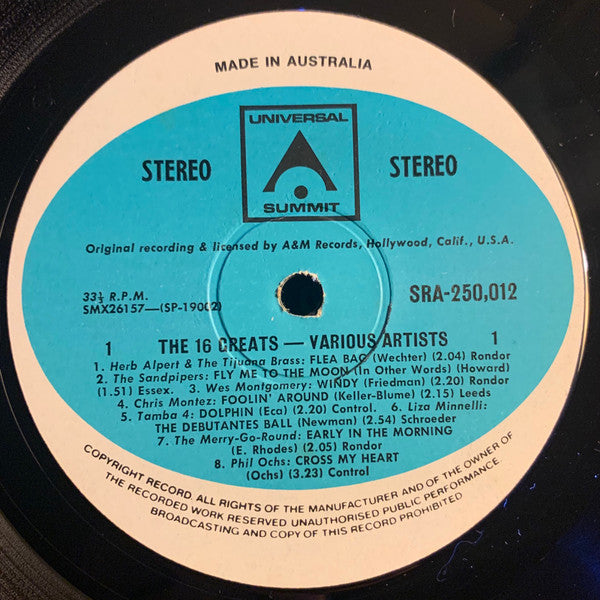 MADE IN AUSTRALIA
UNIVERSAL
SUMMIT
STEREO STEREO
Original recording & licensed by A&M Records, Hollywood, Calif., U.S.A.
33⅓ R.P.M.
SMX26157—(SP-19002)
SRA-250,012
1 THE 16 GREATS — VARIOUS ARTISTS 1
1. Herb Alpert & The Tijuana Brass: FLEA BAG (Wechter) (2.04) Rondor
2. The Sandpipers: FLY ME TO THE MOON (In Other Words) (Howard)
(1.51) Essex. 3. Wes Montgomery: WINDY (Friedman) (2.20) Rondor
4. Chris Montez: FOOLIN' AROUND (Keller-Blume) (2.15) Leeds
5. Tamba 4: DOLPHIN (Eca) (2.20) Control. 6. Liza Minnelli:
THE DEBUTANTES BALL (Newman) (2.54) Schroeder
7. The Merry-Go-Round: EARLY IN THE MORNING
(E. Rhodes) (2.05) Rondor
8. Phil Ochs: CROSS MY HEART
(Ochs) (3.23) Control
COPYRIGHT RECORD. ALL RIGHTS OF THE MANUFACTURER AND OF THE OWNER OF
THE RECORDED WORK RESERVED UNAUTHORISED PUBLIC PERFORMANCE
BROADCASTING AND COPY OF THIS RECORD PROHIBITED